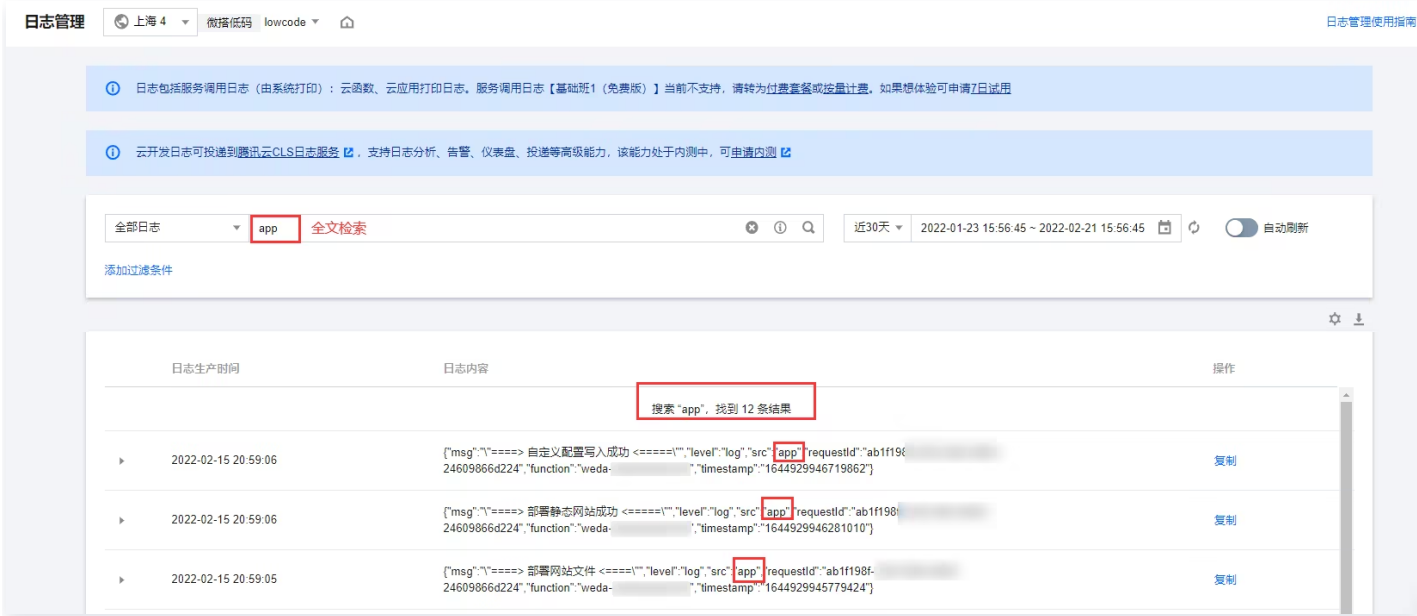 日志管理 上海 4 微搭低码 lowcode 日志管理使用指南
日志包括服务调用日志（由系统打印）：云函数、云应用打印日志。服务调用日志【基础班1（免费版）】当前不支持，请转为付费套餐或按量计费。如果想体验可申请7日试用
云开发日志可投递到腾讯云CLS日志服务，支持日志分析、告警、仪表盘、投递等高级能力，该能力处于内测中，可申请内测
全部日志 app 全文检索 近30天 2022-01-23 15:56:45 ~ 2022-02-21 15:56:45 自动刷新
添加过滤条件
日志生产时间 日志内容 操作
搜索 “app”，找到 12 条结果
{"msg":"\"====> 自定义配置写入成功 <=====\"","level":"log","src":"app","requestId":"ab1f198
2022-02-15 20:59:06 复制
24609866d224","function":"weda- ","timestamp":"1644929946719862"}
{"msg":"\"====> 部署静态网站成功 <=====\"","level":"log","src":"app","requestId":"ab1f198f
2022-02-15 20:59:06 复制
24609866d224","function":"weda- ","timestamp":"1644929946281010"}
{"msg":"\"====> 部署网站文件 <====\"","level":"log","src":"app","requestId":"ab1f198f-
2022-02-15 20:59:05 复制
24609866d224","function":"weda- ","timestamp":"1644929945779424"}